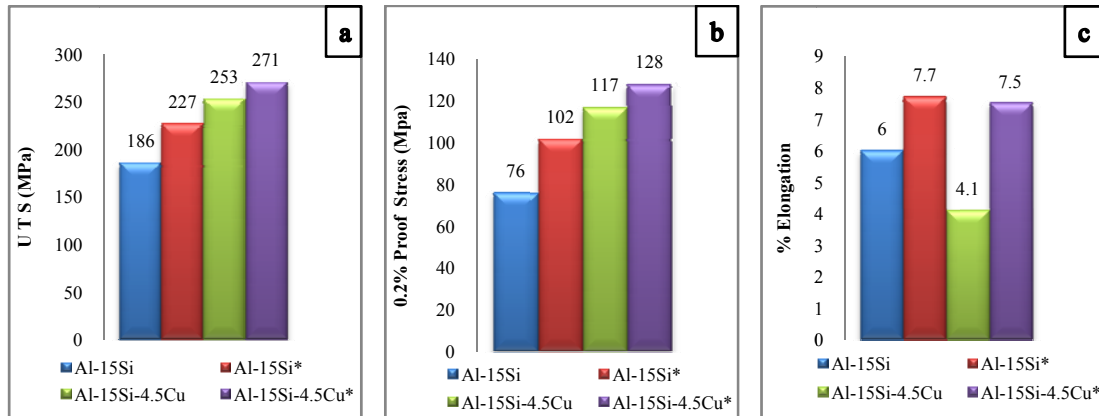 a
300
250
200
150
100
50
0
U T S (MPa)
186
227
253
271
Al-15Si
Al-15Si*
Al-15Si-4.5Cu
Al-15Si-4.5Cu*
b
140
120
100
80
60
40
20
0
0.2% Proof Stress (Mpa)
76
102
117
128
Al-15Si
Al-15Si*
Al-15Si-4.5Cu
Al-15Si-4.5Cu*
c
9
8
7
6
5
4
3
2
1
0
% Elongation
6
7.7
4.1
7.5
Al-15Si
Al-15Si*
Al-15Si-4.5Cu
Al-15Si-4.5Cu*